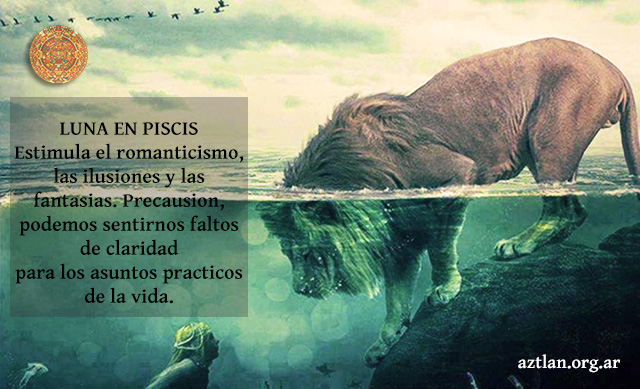 LUNA EN PISCIS
Estimula el romanticismo,
las ilusiones y las
fantasias. Precausion,
podemos sentirnos faltos
de claridad
para los asuntos practicos
de la vida.
aztlan.org.ar